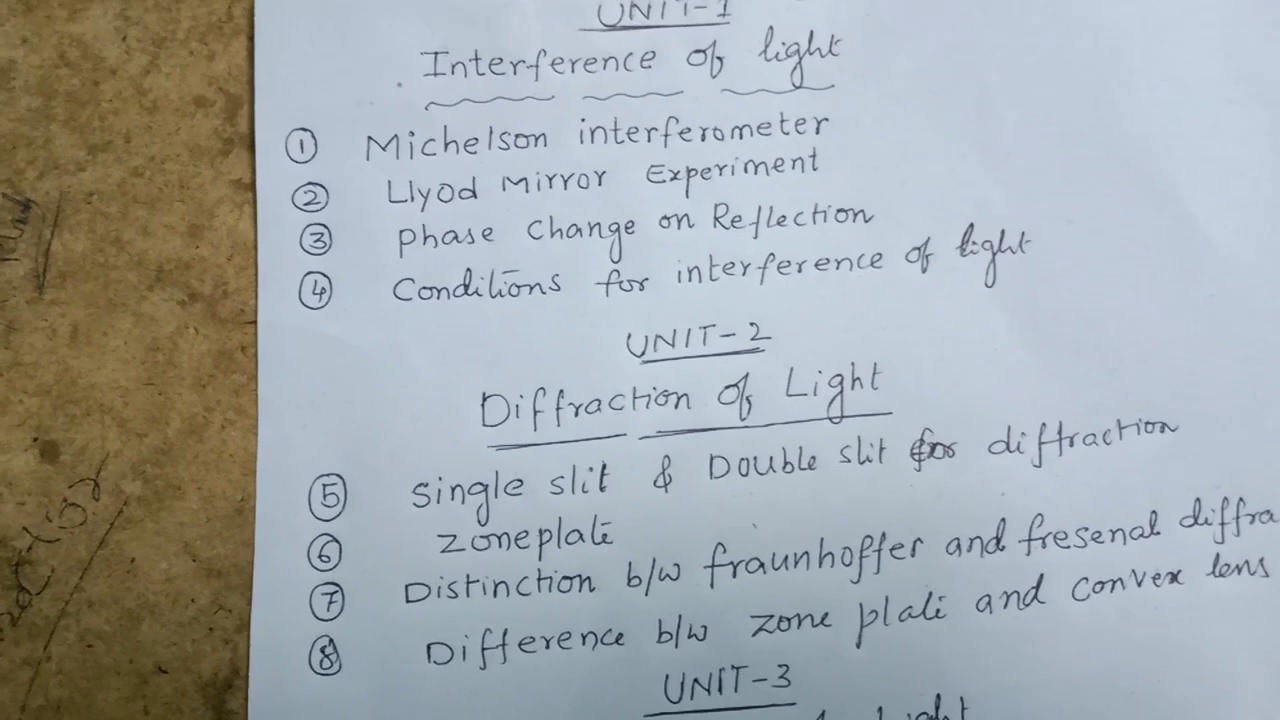 UNIT-1
Interference of light
① Michelson interferometer
② Llyod Mirror Experiment
③ phase change on Reflection
④ Conditions for interference of light
UNIT-2
Diffraction of Light
⑤ single slit & Double slit for diffraction
⑥ zoneplate
⑦ Distinction b/w fraunhoffer and fresenal diffra
⑧ Difference b/w zone plate and convex lens
UNIT-3
light